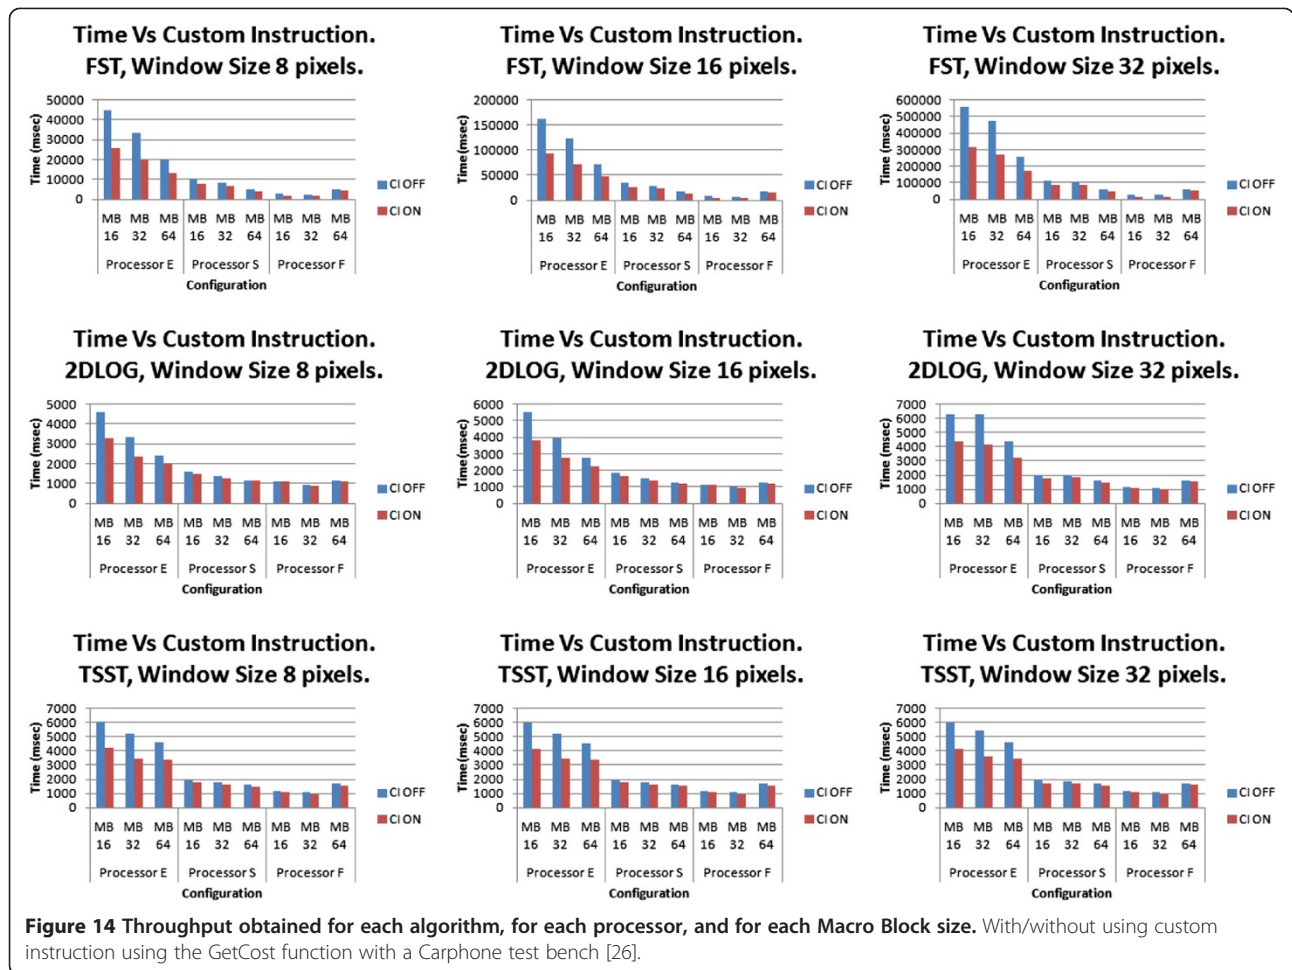 Time Vs Custom Instruction.
FST, Window Size 8 pixels.
Time (msec)
50000
40000
30000
20000
10000
0
MB MB MB MB MB MB MB MB MB
16 32 64 16 32 64 16 32 64
Processor E Processor S Processor F
Configuration
CI OFF
CI ON
Time Vs Custom Instruction.
FST, Window Size 16 pixels.
Time (msec)
200000
150000
100000
50000
0
MB MB MB MB MB MB MB MB MB
16 32 64 16 32 64 16 32 64
Processor E Processor S Processor F
Configuration
CI OFF
CI ON
Time Vs Custom Instruction.
FST, Window Size 32 pixels.
Time (msec)
600000
500000
400000
300000
200000
100000
0
MB MB MB MB MB MB MB MB MB
16 32 64 16 32 64 16 32 64
Processor E Processor S Processor F
Configuration
CI OFF
CI ON
Time Vs Custom Instruction.
2DLOG, Window Size 8 pixels.
Time (msec)
5000
4000
3000
2000
1000
0
MB MB MB MB MB MB MB MB MB
16 32 64 16 32 64 16 32 64
Processor E Processor S Processor F
Configuration
CI OFF
CI ON
Time Vs Custom Instruction.
2DLOG, Window Size 16 pixels.
Time (msec)
6000
5000
4000
3000
2000
1000
0
MB MB MB MB MB MB MB MB MB
16 32 64 16 32 64 16 32 64
Processor E Processor S Processor F
Configuration
CI OFF
CI ON
Time Vs Custom Instruction.
2DLOG, Window Size 32 pixels.
Time (msec)
7000
6000
5000
4000
3000
2000
1000
0
MB MB MB MB MB MB MB MB MB
16 32 64 16 32 64 16 32 64
Processor E Processor S Processor F
Configuration
CI OFF
CI ON
Time Vs Custom Instruction.
TSST, Window Size 8 pixels.
Time (msec)
7000
6000
5000
4000
3000
2000
1000
0
MB MB MB MB MB MB MB MB MB
16 32 64 16 32 64 16 32 64
Processor E Processor S Processor F
Configuration
CI OFF
CI ON
Time Vs Custom Instruction.
TSST, Window Size 16 pixels.
Time (msec)
7000
6000
5000
4000
3000
2000
1000
0
MB MB MB MB MB MB MB MB MB
16 32 64 16 32 64 16 32 64
Processor E Processor S Processor F
Configuration
CI OFF
CI ON
Time Vs Custom Instruction.
TSST, Window Size 32 pixels.
Time (msec)
7000
6000
5000
4000
3000
2000
1000
0
MB MB MB MB MB MB MB MB MB
16 32 64 16 32 64 16 32 64
Processor E Processor S Processor F
Configuration
CI OFF
CI ON
Figure 14 Throughput obtained for each algorithm, for each processor, and for each Macro Block size. With/without using custom
instruction using the GetCost function with a Carphone test bench [26].